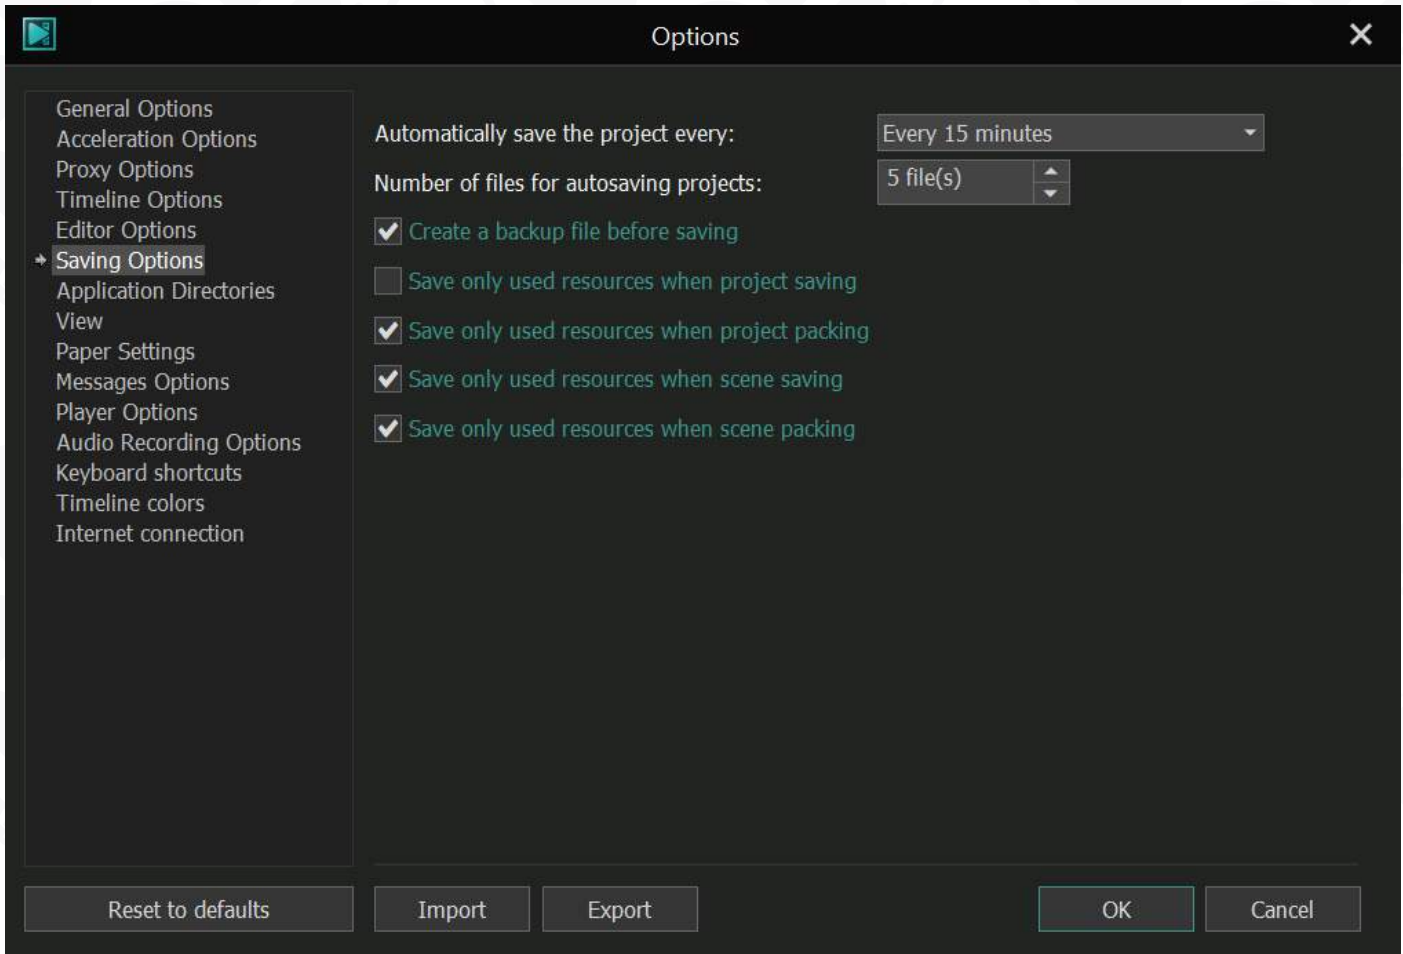 Options
General Options
Acceleration Options
Proxy Options
Timeline Options
Editor Options
Saving Options
Application Directories
View
Paper Settings
Messages Options
Player Options
Audio Recording Options
Keyboard shortcuts
Timeline colors
Internet connection
Automatically save the project every: Every 15 minutes
Number of files for autosaving projects: 5 file(s)
Create a backup file before saving
Save only used resources when project saving
Save only used resources when project packing
Save only used resources when scene saving
Save only used resources when scene packing
Reset to defaults Import Export OK Cancel